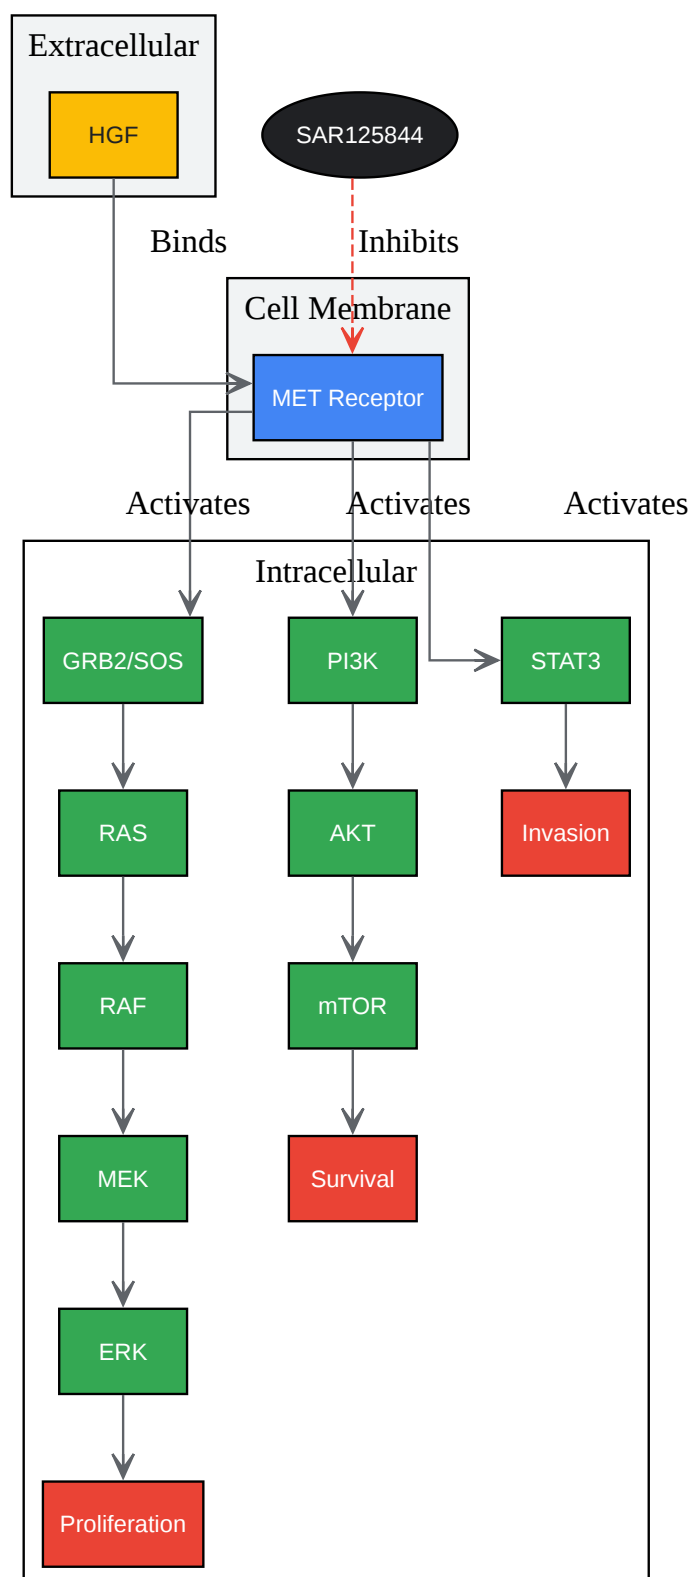 Extracellular
HGF
SAR125844
Binds
Inhibits
Cell Membrane
MET Receptor
Activates
Activates
Activates
Intracellular
GRB2/SOS
PI3K
STAT3
RAS
AKT
Invasion
RAF
mTOR
MEK
Survival
ERK
Proliferation